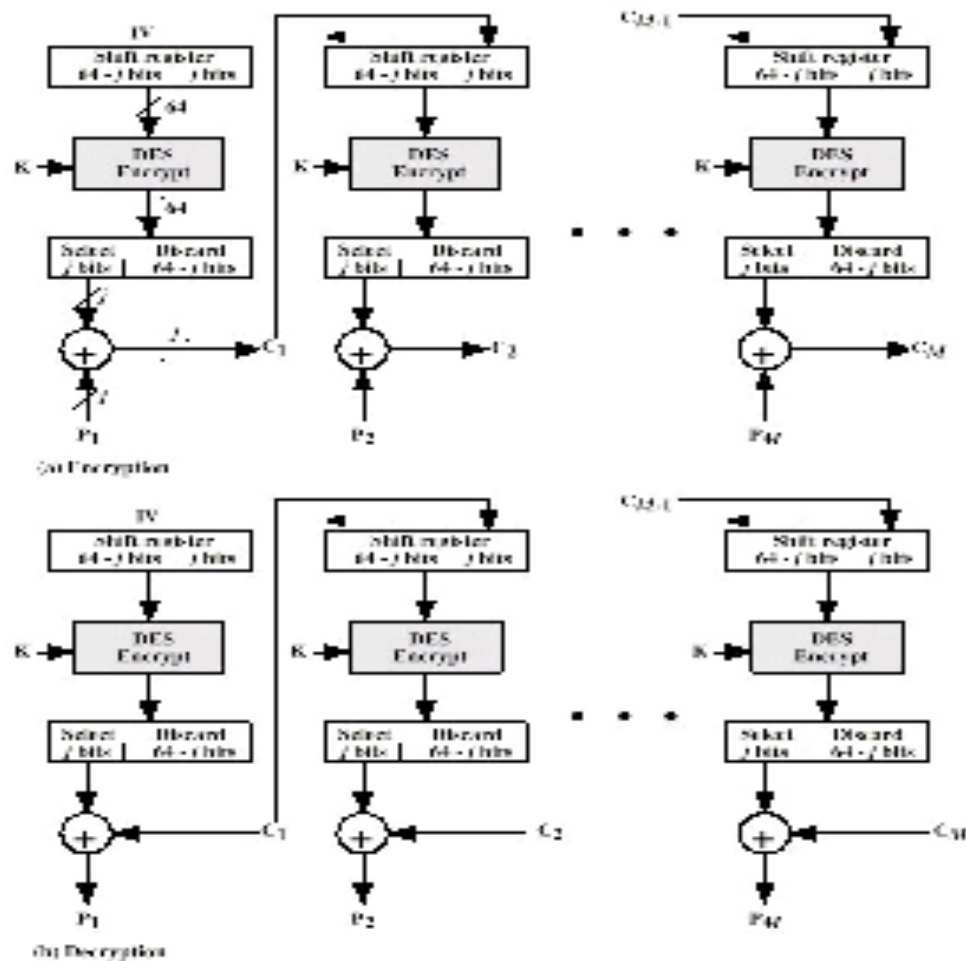 IV
C M-1
Shift register
64 - j bits j bits
Shift register
64 - j bits j bits
Shift register
64 - j bits j bits
64
K
DES
Encrypt
K
DES
Encrypt
K
DES
Encrypt
64
Select
j bits
Discard
64 - j bits
Select
j bits
Discard
64 - j bits
Select
j bits
Discard
64 - j bits
j
+
j
C1
+
C2
+
CM
j
P1
P2
PM
(a) Encryption
IV
C M-1
Shift register
64 - j bits j bits
Shift register
64 - j bits j bits
Shift register
64 - j bits j bits
K
DES
Encrypt
K
DES
Encrypt
K
DES
Encrypt
Select
j bits
Discard
64 - j bits
Select
j bits
Discard
64 - j bits
Select
j bits
Discard
64 - j bits
+
C1
+
C2
+
CM
P1
P2
PM
(b) Decryption